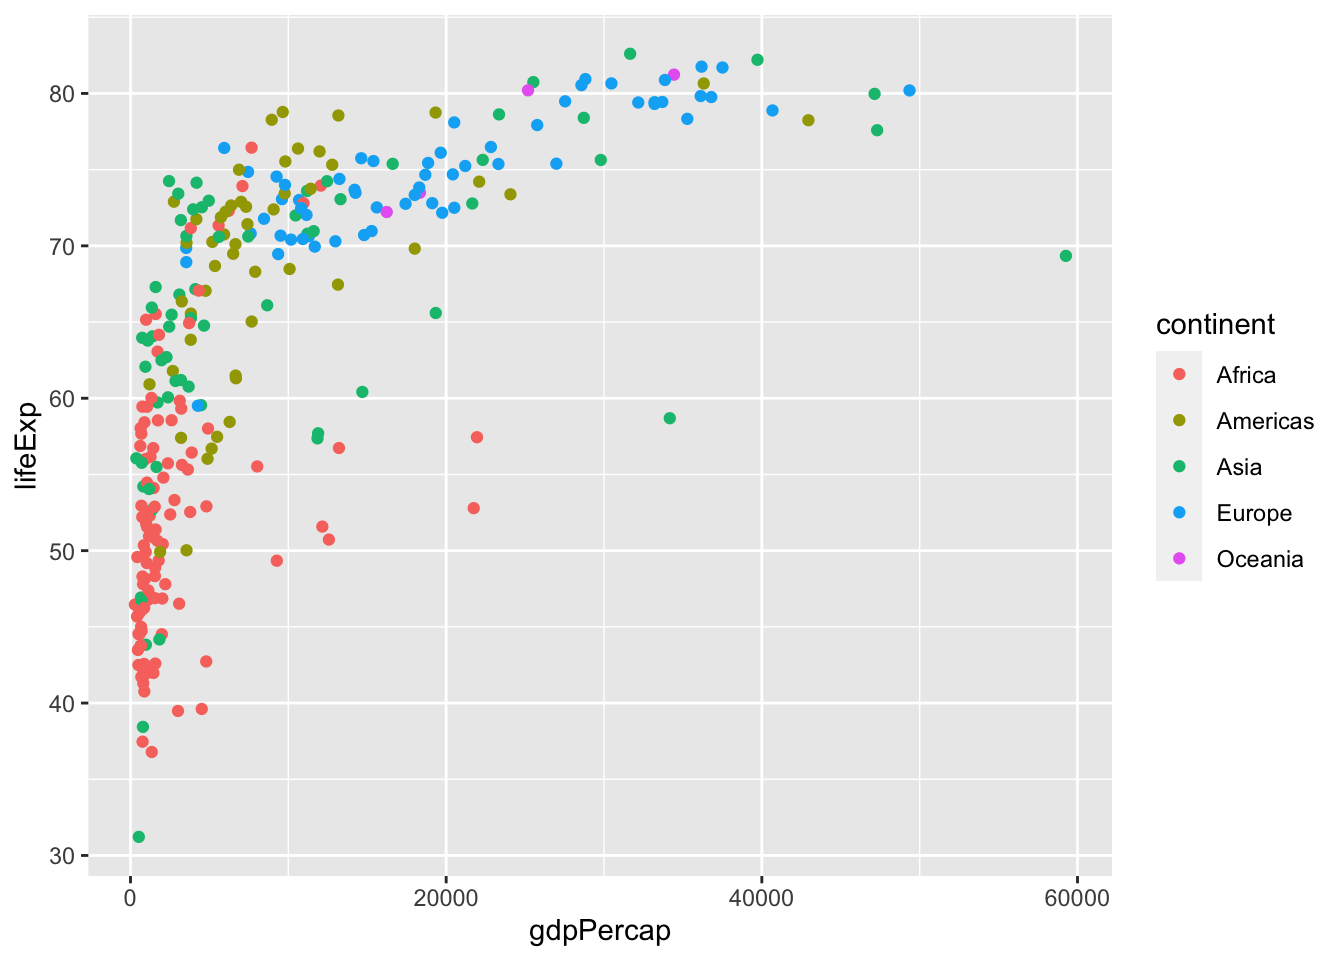 80
70
60
50
40
30
lifeExp
0
20000
40000
60000
gdpPercap
continent
Africa
Americas
Asia
Europe
Oceania